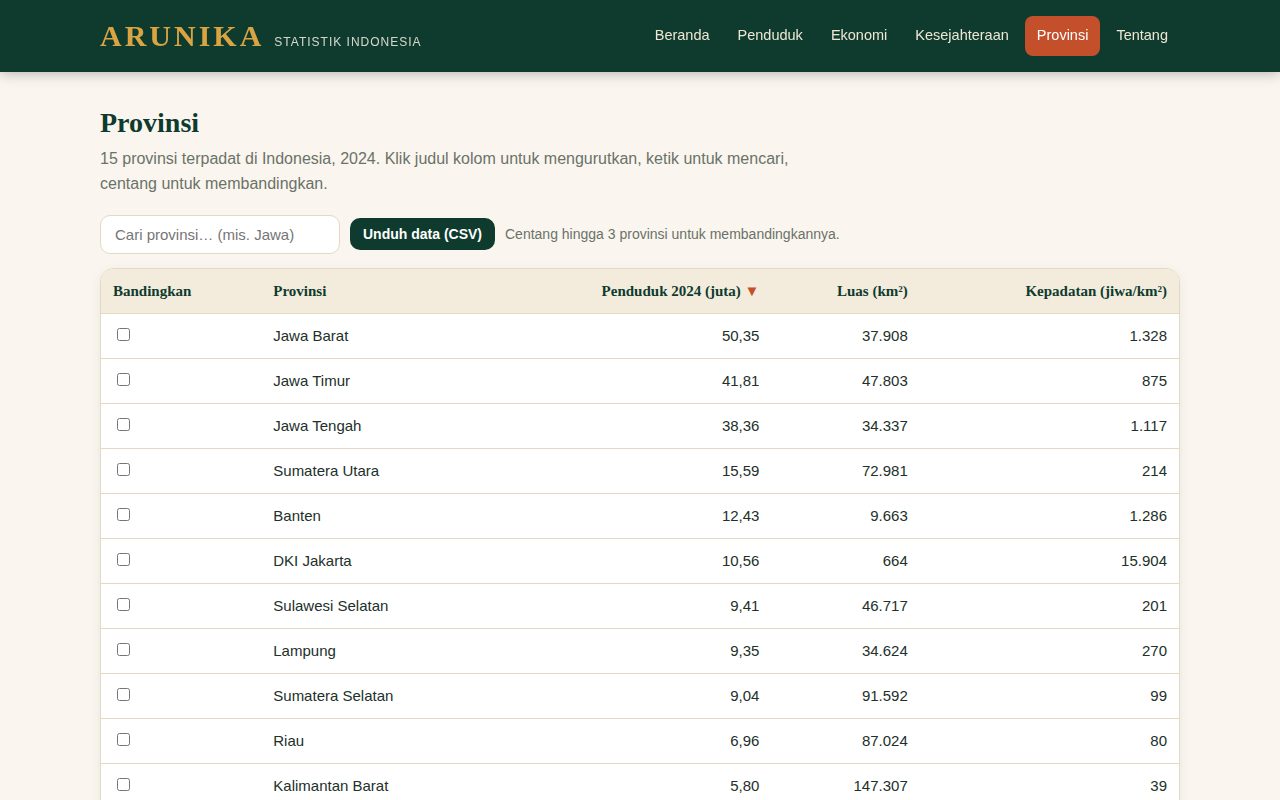 ARUNIKA STATISTIK INDONESIA Beranda Penduduk Ekonomi Kesejahteraan Provinsi Tentang
Provinsi
15 provinsi terpadat di Indonesia, 2024. Klik judul kolom untuk mengurutkan, ketik untuk mencari,
centang untuk membandingkan.
Cari provinsi… (mis. Jawa) Unduh data (CSV) Centang hingga 3 provinsi untuk membandingkannya.
Bandingkan Provinsi Penduduk 2024 (juta) ▼ Luas (km²) Kepadatan (jiwa/km²)
Jawa Barat 50,35 37.908 1.328
Jawa Timur 41,81 47.803 875
Jawa Tengah 38,36 34.337 1.117
Sumatera Utara 15,59 72.981 214
Banten 12,43 9.663 1.286
DKI Jakarta 10,56 664 15.904
Sulawesi Selatan 9,41 46.717 201
Lampung 9,35 34.624 270
Sumatera Selatan 9,04 91.592 99
Riau 6,96 87.024 80
Kalimantan Barat 5,80 147.307 39